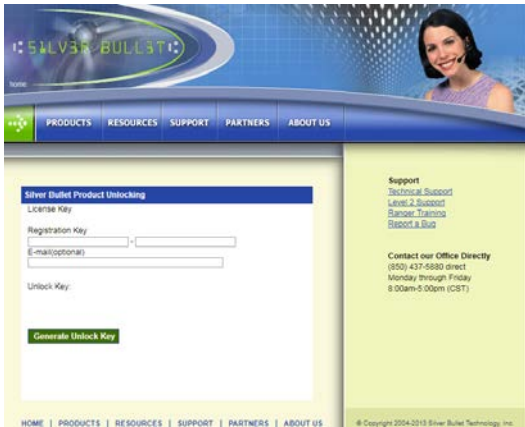 SILV3R BULL3T
home
PRODUCTS RESOURCES SUPPORT PARTNERS ABOUT US
Silver Bullet Product Unlocking
License Key
Registration Key
-
E-mail(optional)
Unlock Key:
Generate Unlock Key
Support
Technical Support
Level 2 Support
Ranger Training
Report a Bug
Contact our Office Directly
(850) 437-5880 direct
Monday through Friday
8:00am-5:00pm (CST)
HOME | PRODUCTS | RESOURCES | SUPPORT | PARTNERS | ABOUT US
© Copyright 2004-2013 Silver Bullet Technology, Inc.